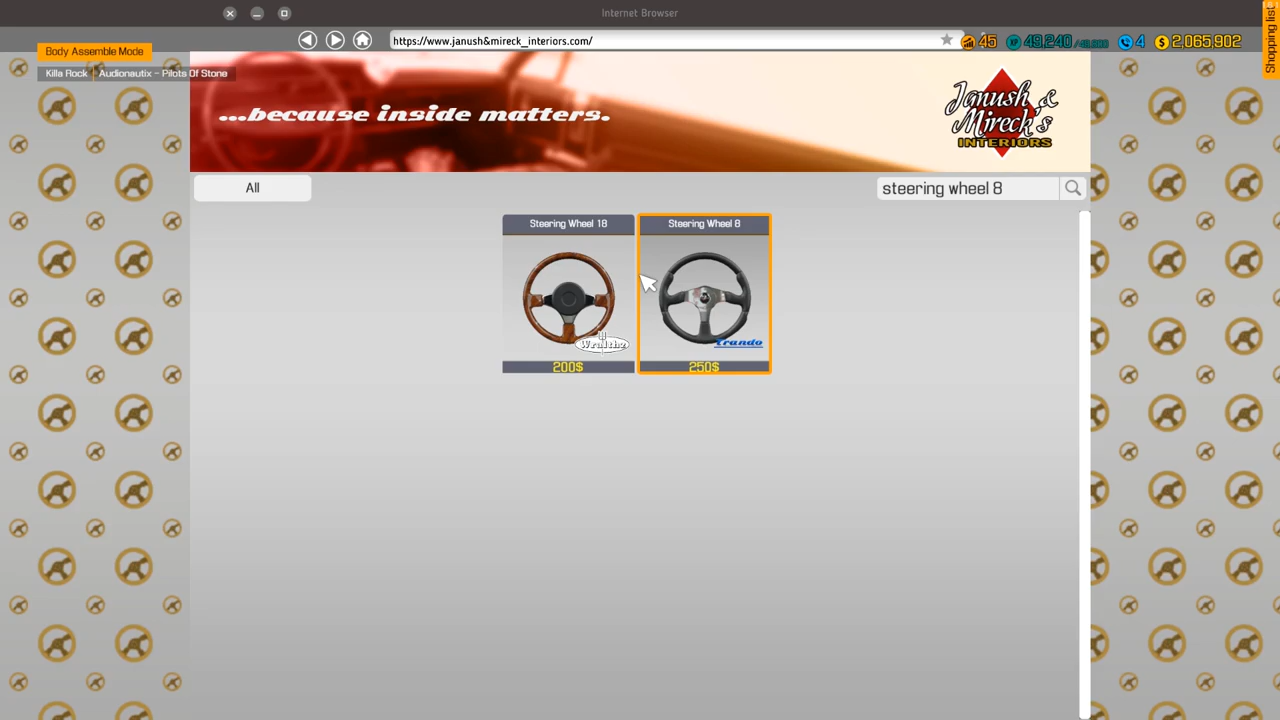 Internet Browser
https://www.janush&mireck_interiors.com/
45
49,240
4
2,065,902
Shopping list
Body Assemble Mode
Killa Rock | Audionautix - Pilots Of Stone
...because inside matters.
Janush &
Mireck's
INTERIORS
All
steering wheel 8
Steering Wheel 18
Steering Wheel 8
Wraith
Erando
200$
250$